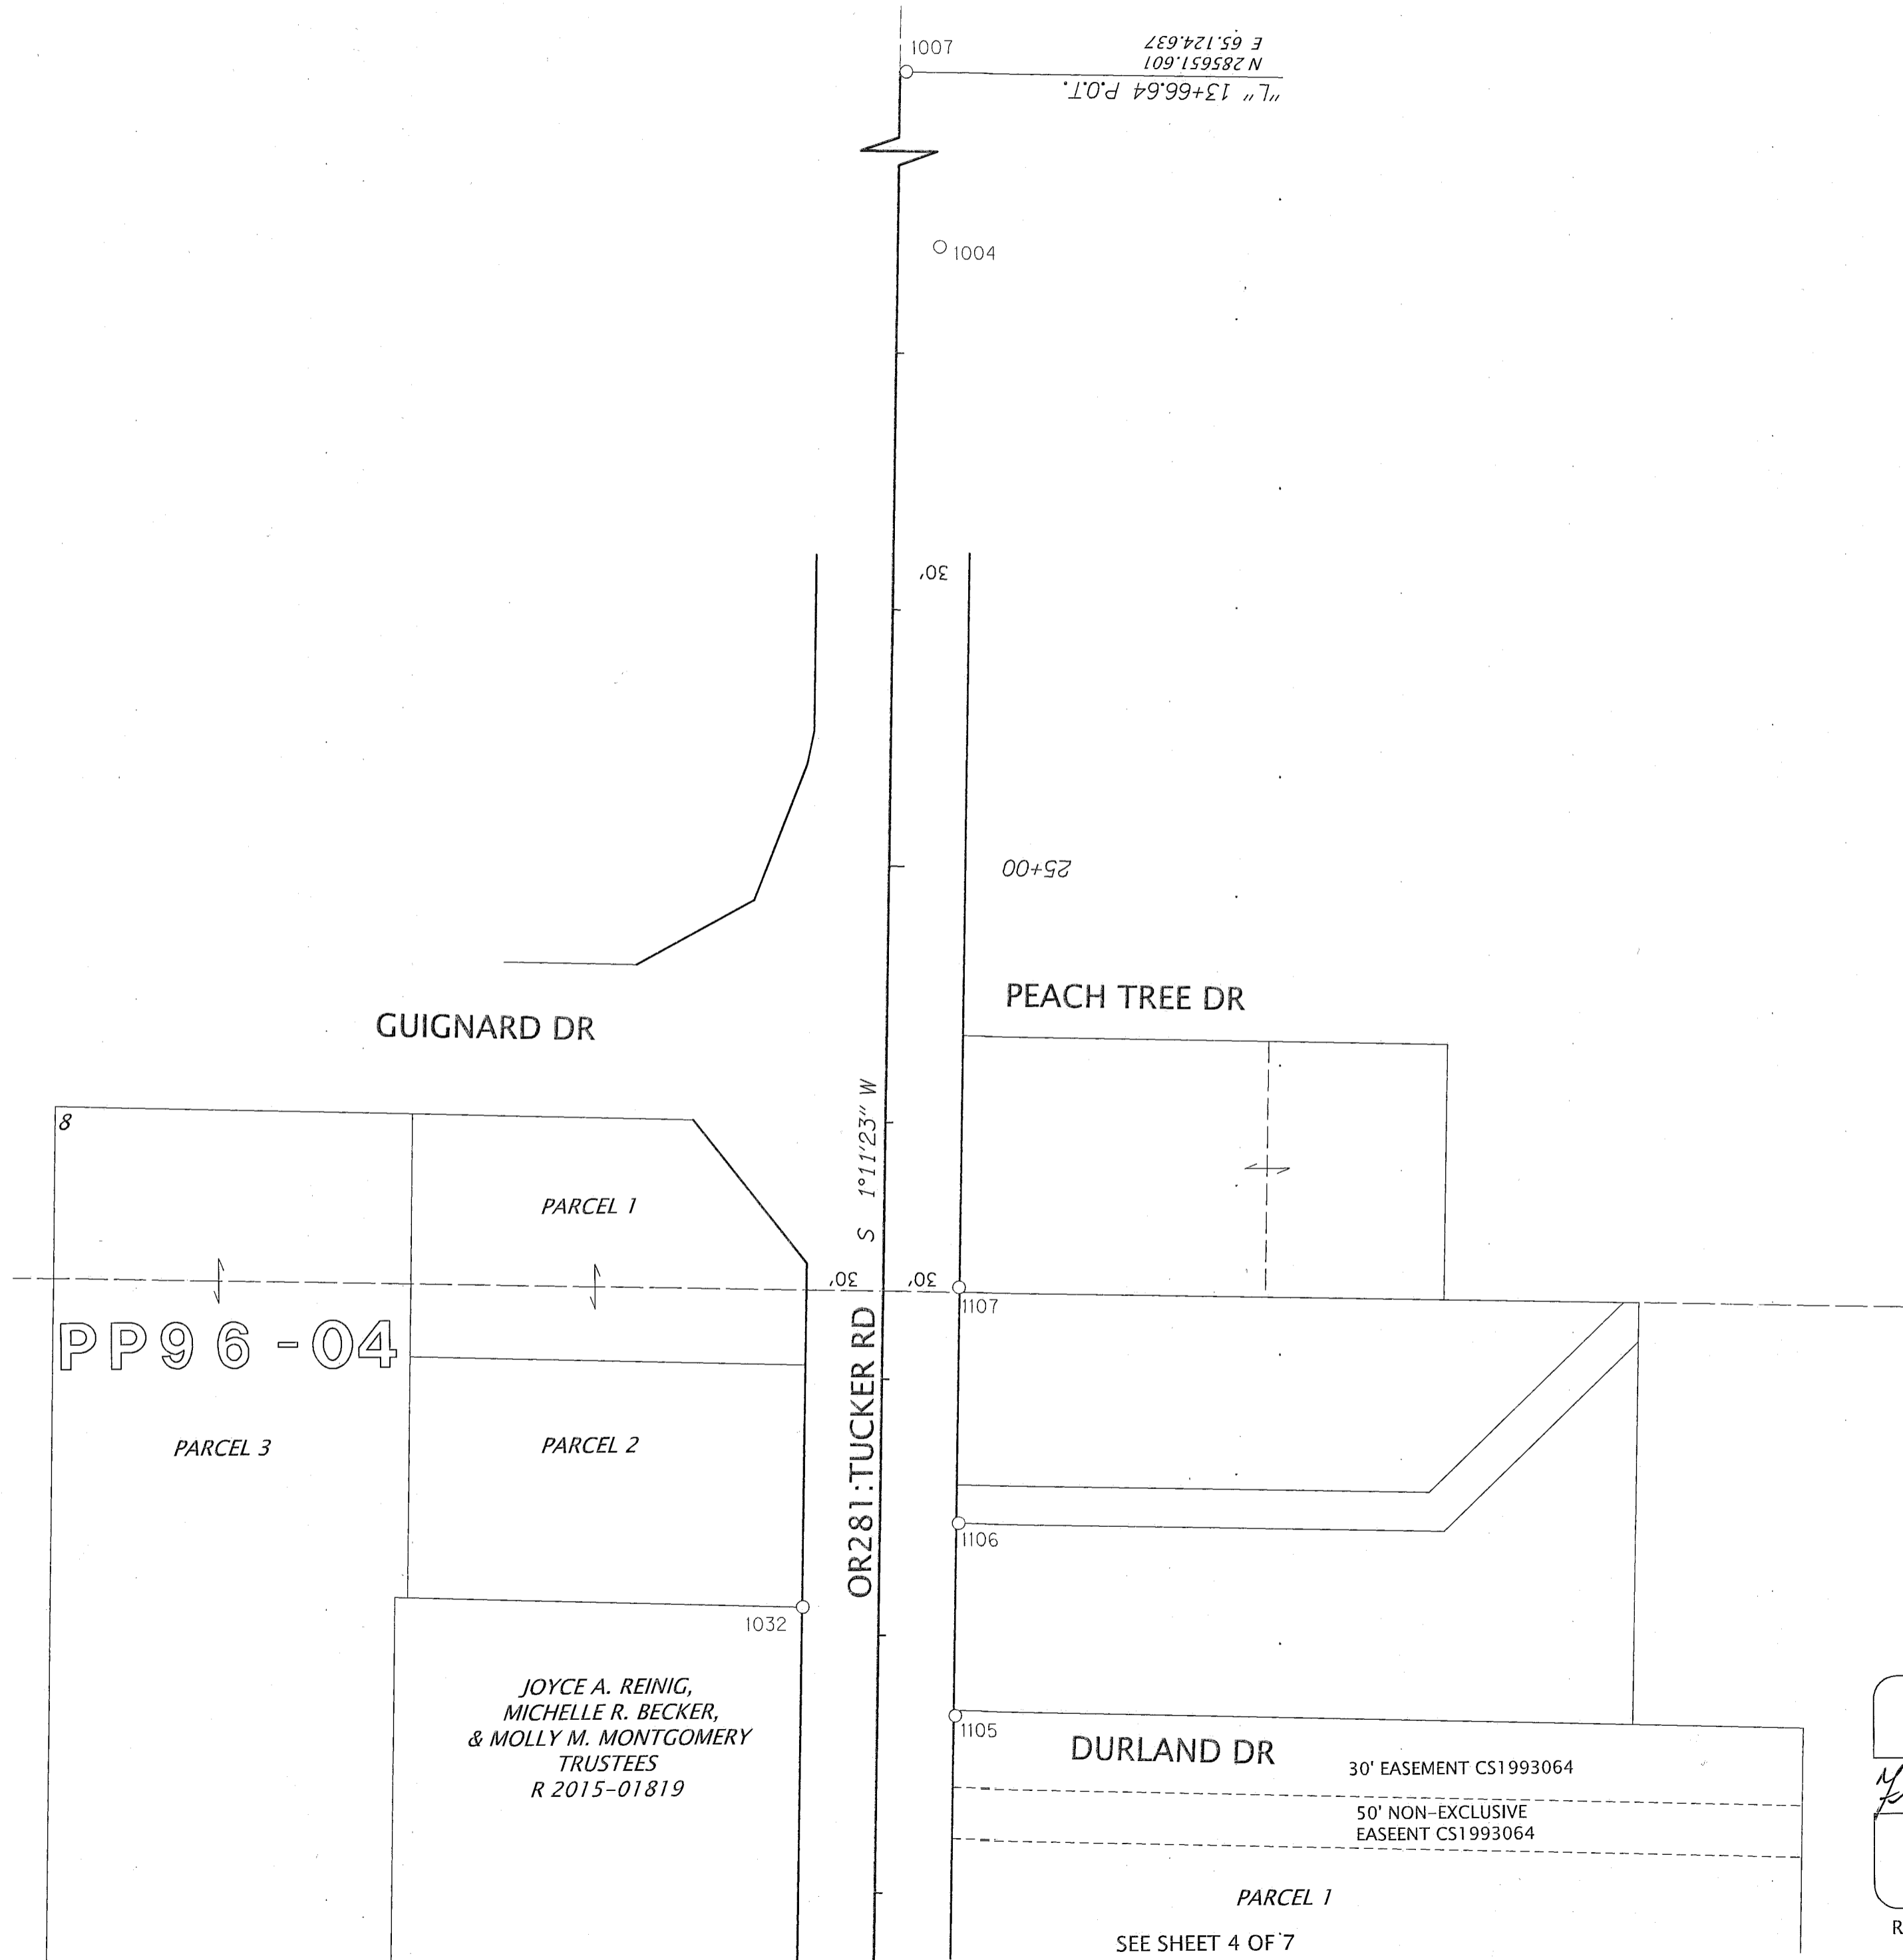 1007
"L" 13+66.64 P.O.T.
N 285651.601
E 65.124.637
1004
30'
25+00
PEACH TREE DR
GUIGNARD DR
S 1°11'23" W
8
PARCEL 1
30'
30'
1107
PP96-04
OR281:TUCKER RD
PARCEL 3
PARCEL 2
1106
1032
JOYCE A. REINIG,
MICHELLE R. BECKER,
& MOLLY M. MONTGOMERY
TRUSTEES
R 2015-01819
1105
DURLAND DR
30' EASEMENT CS1993064
50' NON-EXCLUSIVE
EASEENT CS1993064
PARCEL 1
SEE SHEET 4 OF 7
R